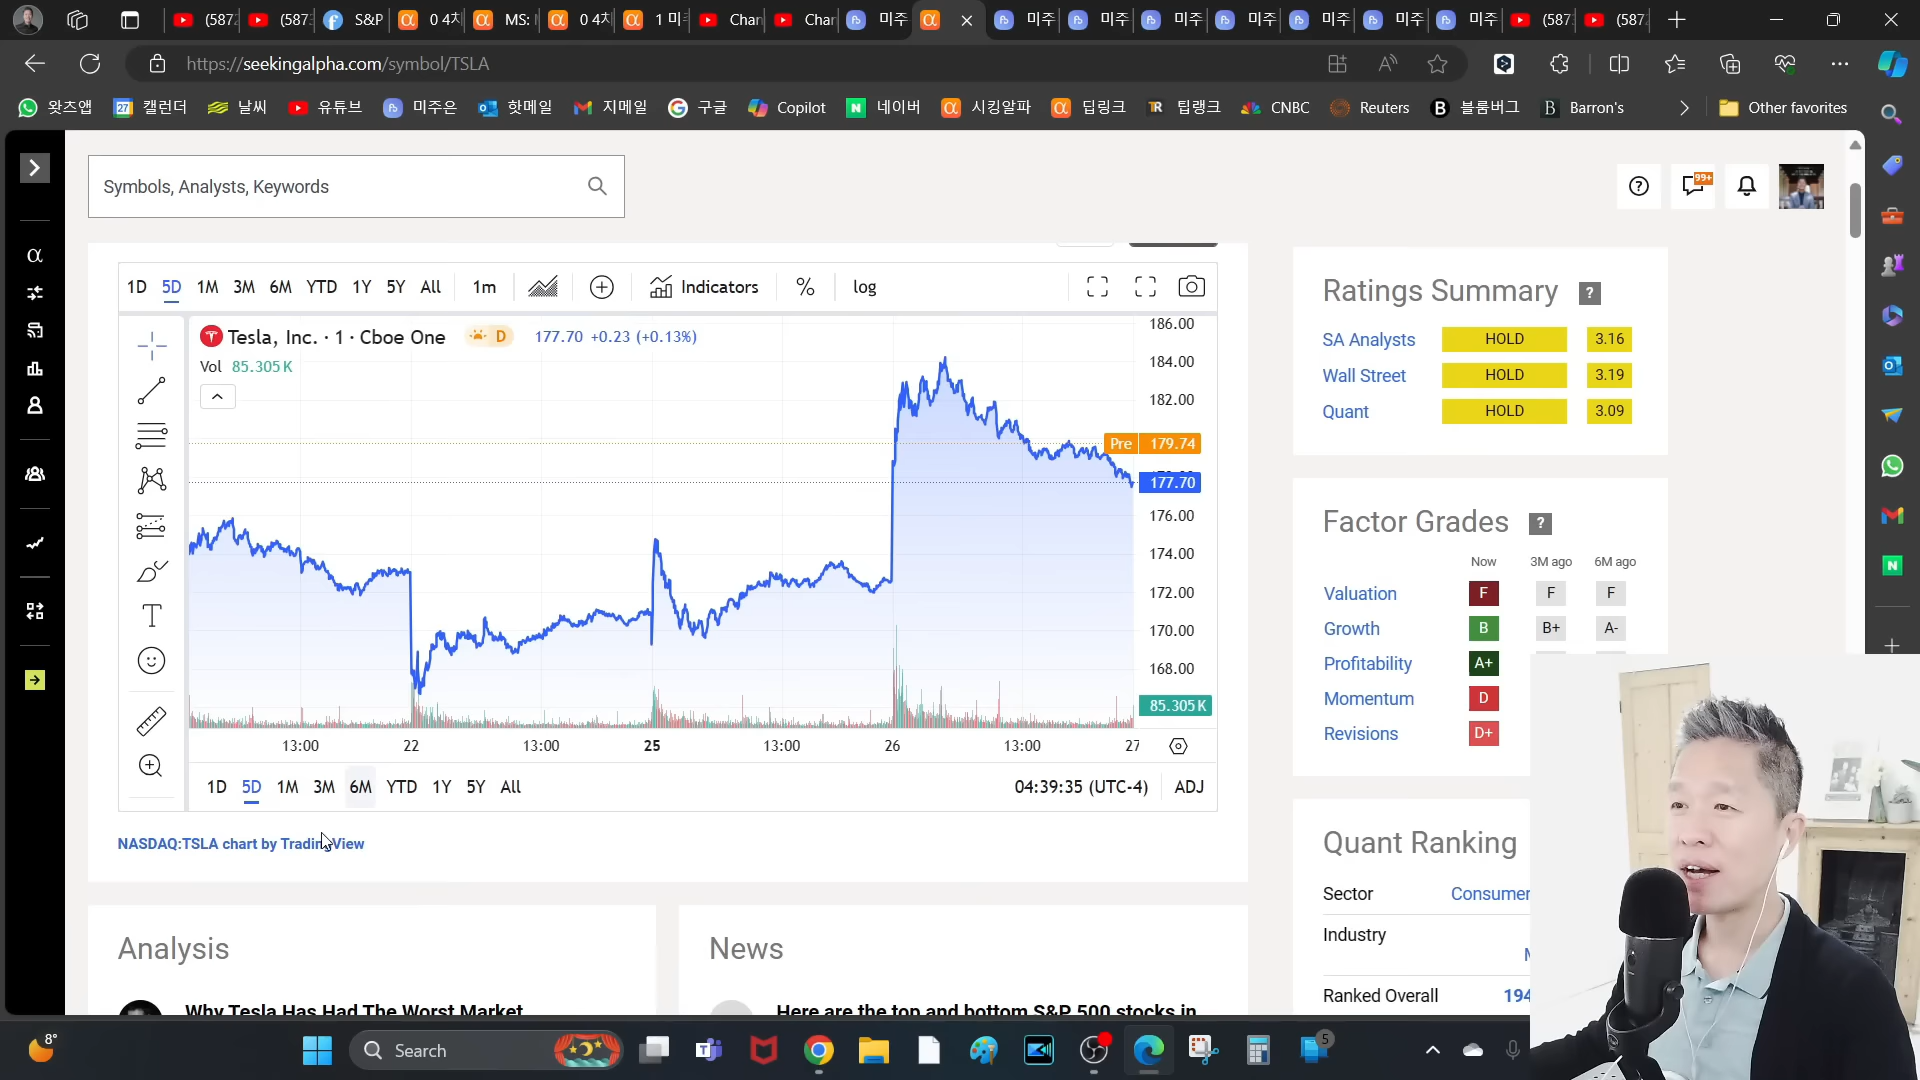 (587
(587
S&P
0 4차
MS: 
0 4차
1 미
Chan
Char
미주
미주
미주
미주
미주
미주
미주
미주
(587
(587
https://seekingalpha.com/symbol/TSLA
왓츠앱
27 캘린더
날씨
유튜브
미주은
핫메일
지메일
구글
Copilot
N 네이버
시킹알파
딥링크
TR 팁랭크
CNBC
Reuters
B 블룸버그
B Barron's
Other favorites
Symbols, Analysts, Keywords
99+
1D 5D 1M 3M 6M YTD 1Y 5Y All 1m Indicators % log
Tesla, Inc. · 1 · Cboe One D 177.70 +0.23 (+0.13%)
Vol 85.305K
186.00
184.00
182.00
Pre 179.74
177.70
176.00
174.00
172.00
170.00
168.00
85.305K
13:00 22 13:00 25 13:00 26 13:00 27
1D 5D 1M 3M 6M YTD 1Y 5Y All 04:39:35 (UTC-4) ADJ
NASDAQ:TSLA chart by TradingView
Ratings Summary ?
SA Analysts HOLD 3.16
Wall Street HOLD 3.19
Quant HOLD 3.09
Factor Grades ?
Now 3M ago 6M ago
Valuation F F F
Growth B B+ A-
Profitability A+
Momentum D
Revisions D+
Quant Ranking
Sector Consumer
Industry
Ranked Overall 194
Analysis
Why Tesla Has Had The Worst Market
News
Here are the top and bottom S&P 500 stocks in
8°
Search
5